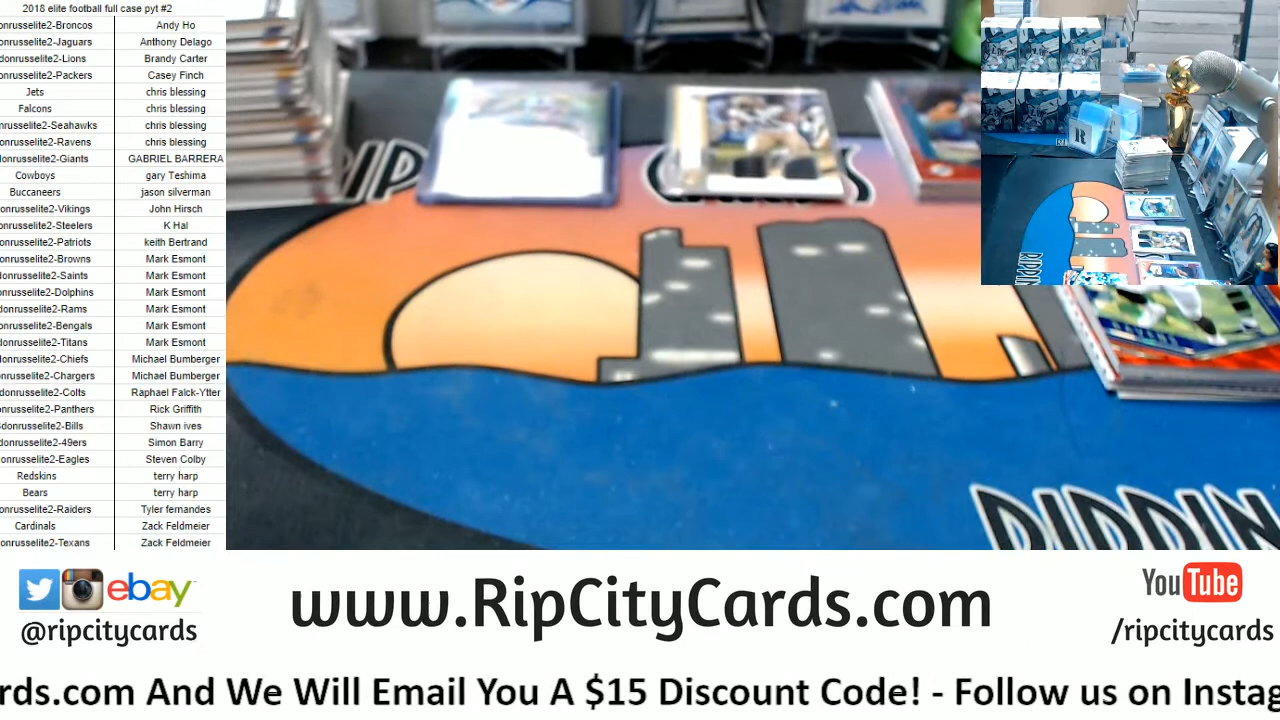 2018 elite football full case pyt #2
onrusselite2-Broncos Andy Ho
onrusselite2-Jaguars Anthony Delago
donrusselite2-Lions Brandy Carter
onrusselite2-Packers Casey Finch
Jets chris blessing
Falcons chris blessing
nrusselite2-Seahawks chris blessing
onrusselite2-Ravens chris blessing
donrusselite2-Giants GABRIEL BARRERA
Cowboys gary Teshima
Buccaneers jason silverman
onrusselite2-Vikings John Hirsch
onrusselite2-Steelers K Hal
onrusselite2-Patriots keith Bertrand
onrusselite2-Browns Mark Esmont
donrusselite2-Saints Mark Esmont
onrusselite2-Dolphins Mark Esmont
donrusselite2-Rams Mark Esmont
onrusselite2-Bengals Mark Esmont
donrusselite2-Titans Mark Esmont
donrusselite2-Chiefs Michael Bumberger
nrusselite2-Chargers Michael Bumberger
donrusselite2-Colts Raphael Falck-Ytter
nrusselite2-Panthers Rick Griffith
donrusselite2-Bills Shawn ives
donrusselite2-49ers Simon Barry
onrusselite2-Eagles Steven Colby
Redskins terry harp
Bears terry harp
onrusselite2-Raiders Tyler fernandes
Cardinals Zack Feldmeier
onrusselite2-Texans Zack Feldmeier
RIP
RIPPIN
RIPPIN
ebay
@ripcitycards
www.RipCityCards.com
YouTube
/ripcitycards
rds.com And We Will Email You A $15 Discount Code! - Follow us on Instag